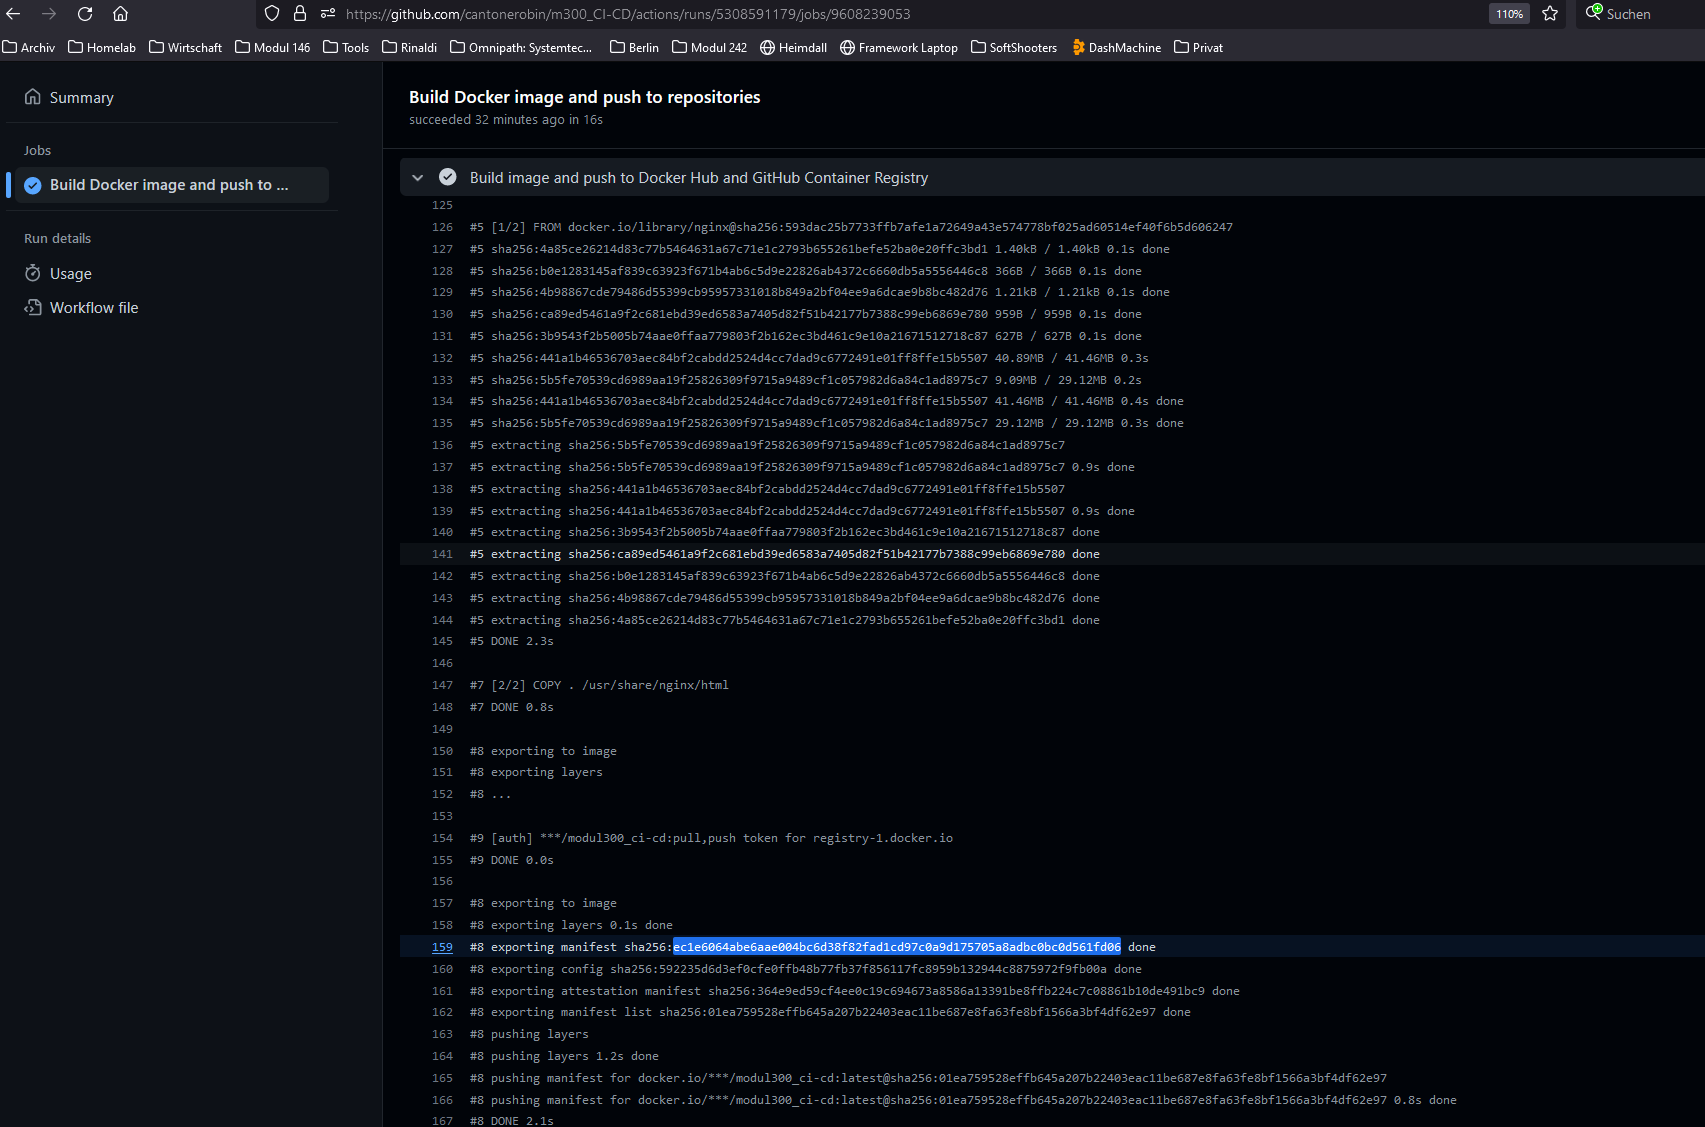 https://github.com/cantonerobin/m300_CI-CD/actions/runs/5308591179/jobs/9608239053
110%
Suchen
Archiv Homelab Wirtschaft Modul 146 Tools Rinaldi Omnipath: Systemtec... Berlin Modul 242 Heimdall Framework Laptop SoftShooters DashMachine Privat
Summary
Jobs
Build Docker image and push to ...
Run details
Usage
Workflow file
Build Docker image and push to repositories
succeeded 32 minutes ago in 16s
Build image and push to Docker Hub and GitHub Container Registry
125
126 #5 [1/2] FROM docker.io/library/nginx@sha256:593dac25b7733ffb7afe1a72649a43e574778bf025ad60514ef40f6b5d606247
127 #5 sha256:4a85ce26214d83c77b5464631a67c71e1c2793b655261befe52ba0e20ffc3bd1 1.40kB / 1.40kB 0.1s done
128 #5 sha256:b0e1283145af839c63923f671b4ab6c5d9e22826ab4372c6660db5a5556446c8 366B / 366B 0.1s done
129 #5 sha256:4b98867cde79486d55399cb95957331018b849a2bf04ee9a6dcae9b8bc482d76 1.21kB / 1.21kB 0.1s done
130 #5 sha256:ca89ed5461a9f2c681ebd39ed6583a7405d82f51b42177b7388c99eb6869e780 959B / 959B 0.1s done
131 #5 sha256:3b9543f2b5005b74aae0ffaa779803f2b162ec3bd461c9e10a21671512718c87 627B / 627B 0.1s done
132 #5 sha256:441a1b46536703aec84bf2cabdd2524d4cc7dad9c6772491e01ff8ffe15b5507 40.89MB / 41.46MB 0.3s
133 #5 sha256:5b5fe70539cd6989aa19f25826309f9715a9489cf1c057982d6a84c1ad8975c7 9.09MB / 29.12MB 0.2s
134 #5 sha256:441a1b46536703aec84bf2cabdd2524d4cc7dad9c6772491e01ff8ffe15b5507 41.46MB / 41.46MB 0.4s done
135 #5 sha256:5b5fe70539cd6989aa19f25826309f9715a9489cf1c057982d6a84c1ad8975c7 29.12MB / 29.12MB 0.3s done
136 #5 extracting sha256:5b5fe70539cd6989aa19f25826309f9715a9489cf1c057982d6a84c1ad8975c7
137 #5 extracting sha256:5b5fe70539cd6989aa19f25826309f9715a9489cf1c057982d6a84c1ad8975c7 0.9s done
138 #5 extracting sha256:441a1b46536703aec84bf2cabdd2524d4cc7dad9c6772491e01ff8ffe15b5507
139 #5 extracting sha256:441a1b46536703aec84bf2cabdd2524d4cc7dad9c6772491e01ff8ffe15b5507 0.9s done
140 #5 extracting sha256:3b9543f2b5005b74aae0ffaa779803f2b162ec3bd461c9e10a21671512718c87 done
141 #5 extracting sha256:ca89ed5461a9f2c681ebd39ed6583a7405d82f51b42177b7388c99eb6869e780 done
142 #5 extracting sha256:b0e1283145af839c63923f671b4ab6c5d9e22826ab4372c6660db5a5556446c8 done
143 #5 extracting sha256:4b98867cde79486d55399cb95957331018b849a2bf04ee9a6dcae9b8bc482d76 done
144 #5 extracting sha256:4a85ce26214d83c77b5464631a67c71e1c2793b655261befe52ba0e20ffc3bd1 done
145 #5 DONE 2.3s
146
147 #7 [2/2] COPY . /usr/share/nginx/html
148 #7 DONE 0.8s
149
150 #8 exporting to image
151 #8 exporting layers
152 #8 ...
153
154 #9 [auth] ***/modul300_ci-cd:pull,push token for registry-1.docker.io
155 #9 DONE 0.0s
156
157 #8 exporting to image
158 #8 exporting layers 0.1s done
159 #8 exporting manifest sha256:ec1e6064abe6aae004bc6d38f82fad1cd97c0a9d175705a8adbc0bc0d561fd06 done
160 #8 exporting config sha256:592235d6d3ef0cfe0ffb48b77fb37f856117fc8959b132944c8875972f9fb00a done
161 #8 exporting attestation manifest sha256:364e9ed59cf4ee0c19c694673a8586a13391be8ffb224c7c08861b10de491bc9 done
162 #8 exporting manifest list sha256:01ea759528effb645a207b22403eac11be687e8fa63fe8bf1566a3bf4df62e97 done
163 #8 pushing layers
164 #8 pushing layers 1.2s done
165 #8 pushing manifest for docker.io/***/modul300_ci-cd:latest@sha256:01ea759528effb645a207b22403eac11be687e8fa63fe8bf1566a3bf4df62e97
166 #8 pushing manifest for docker.io/***/modul300_ci-cd:latest@sha256:01ea759528effb645a207b22403eac11be687e8fa63fe8bf1566a3bf4df62e97 0.8s done
167 #8 DONE 2.1s